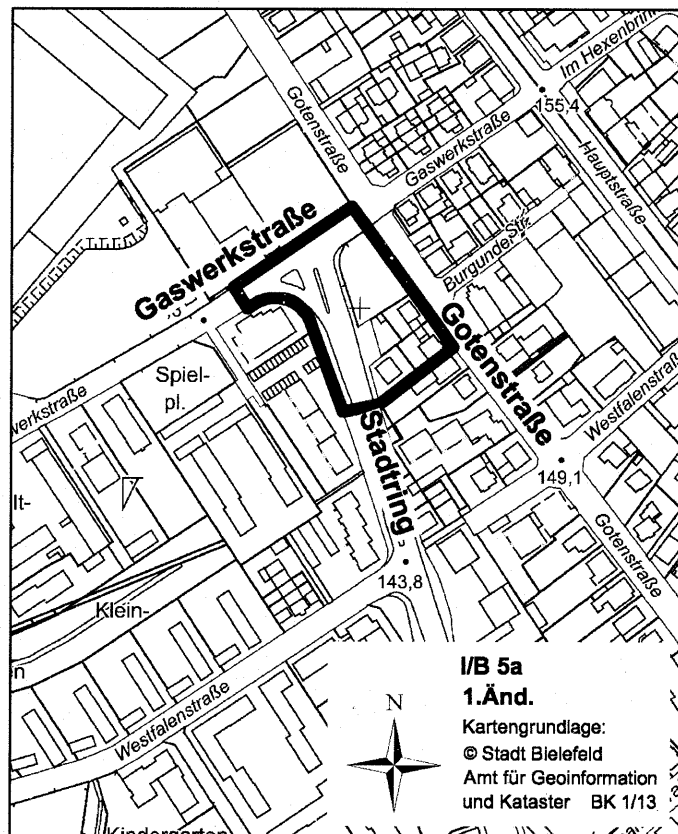 Im Hexenbrink
155,4
Gotenstraße
Gaswerkstraße
Hauptstraße
Gaswerkstraße
Burgunder Str.
Gotenstraße
Spiel-
pl.
werkstraße
Westfalenstraße
149,1
Stadtring
Gotenstraße
lt-
143,8
Klein-
n
Westfalenstraße
I/B 5a
1.Änd.
N
Kartengrundlage:
© Stadt Bielefeld
Amt für Geoinformation
und Kataster BK 1/13
Kindergarten